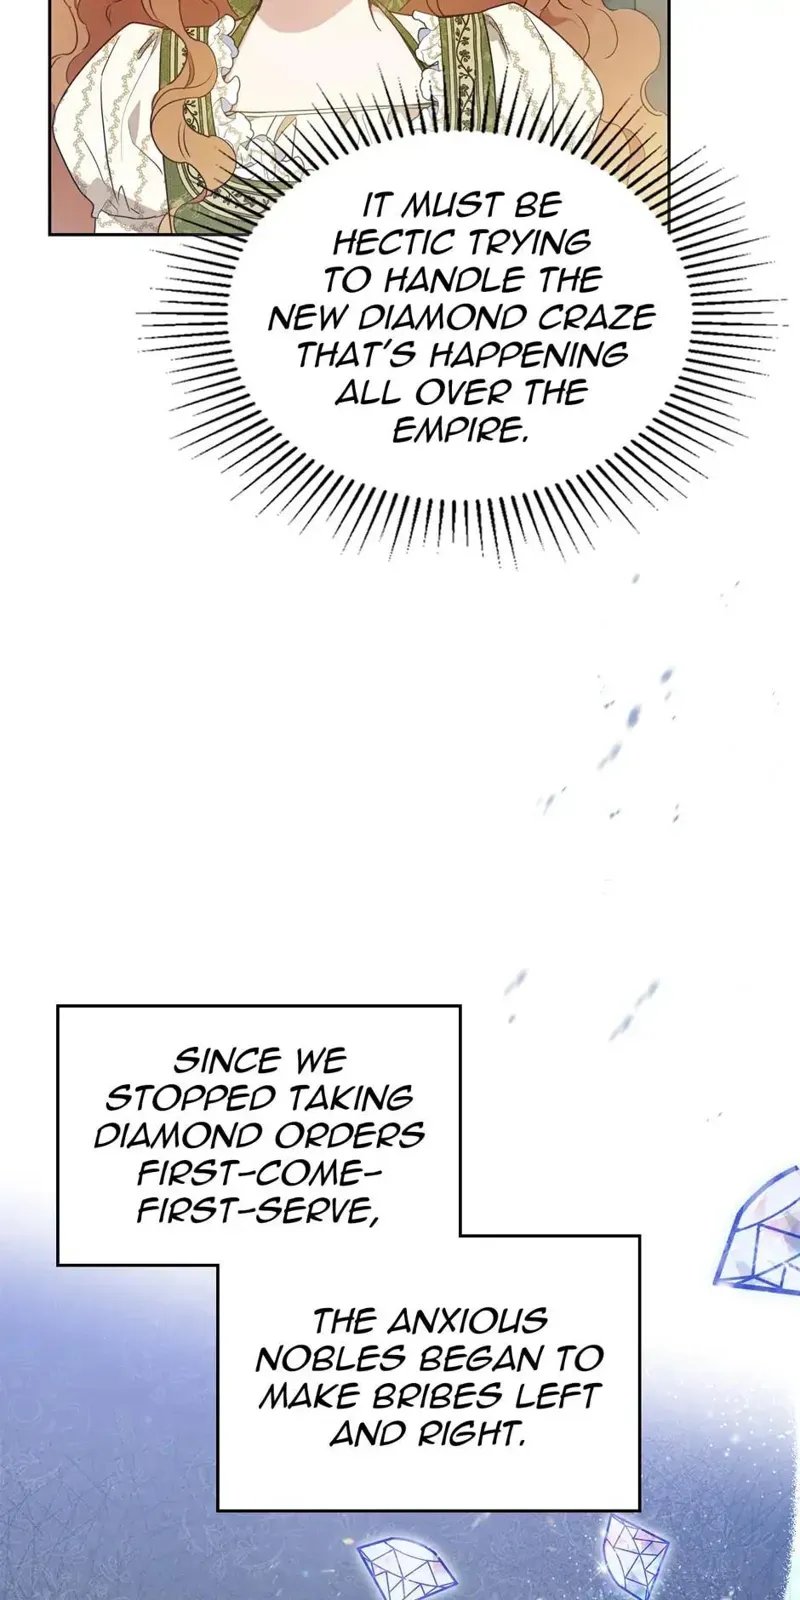 IT MUST BE
HECTIC TRYING
TO HANDLE THE
NEW DIAMOND CRAZE
THAT'S HAPPENING
ALL OVER THE
EMPIRE.
SINCE WE
STOPPED TAKING
DIAMOND ORDERS
FIRST-COME-
FIRST-SERVE,
THE ANXIOUS
NOBLES BEGAN TO
MAKE BRIBES LEFT
AND RIGHT.